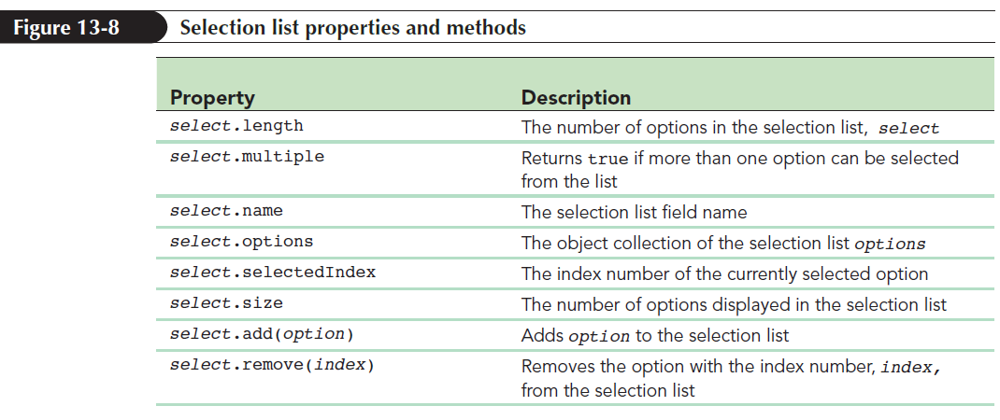 Figure 13-8 Selection list properties and methods
Property Description
select.length The number of options in the selection list, select
select.multiple Returns true if more than one option can be selected
from the list
select.name The selection list field name
select.options The object collection of the selection list options
select.selectedIndex The index number of the currently selected option
select.size The number of options displayed in the selection list
select.add(option) Adds option to the selection list
select.remove(index) Removes the option with the index number, index,
from the selection list